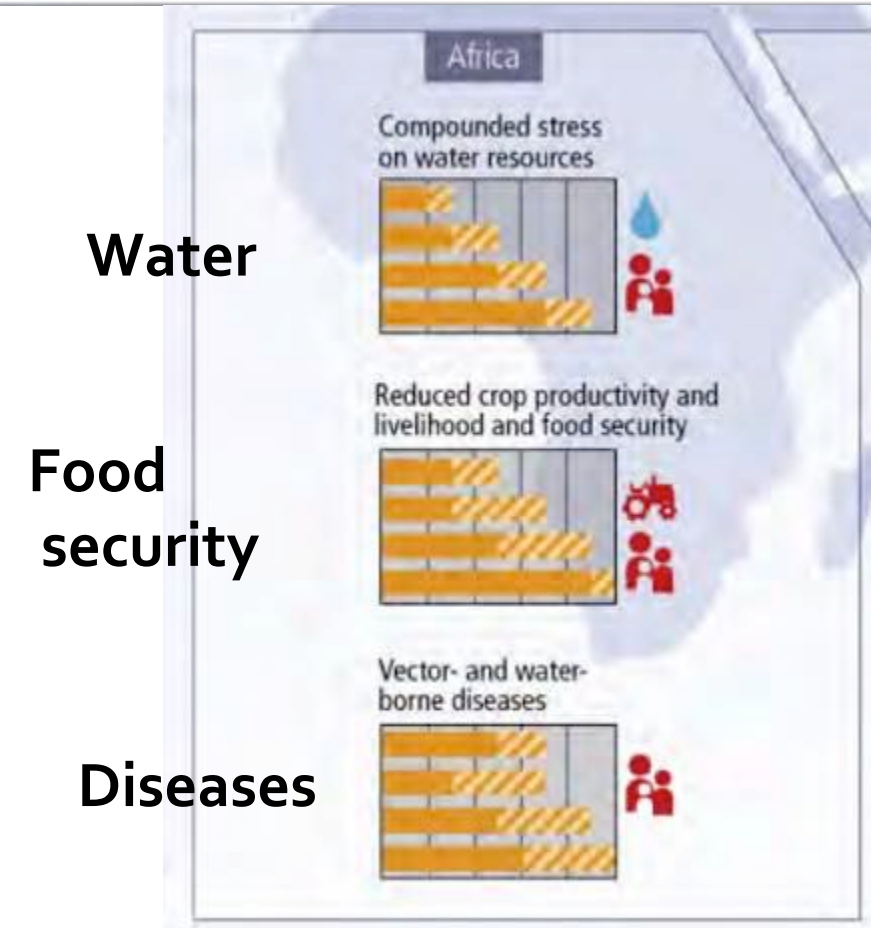 Africa
Compounded stress
on water resources
Water
Reduced crop productivity and
livelihood and food security
Food
security
Vector- and water-
borne diseases
Diseases